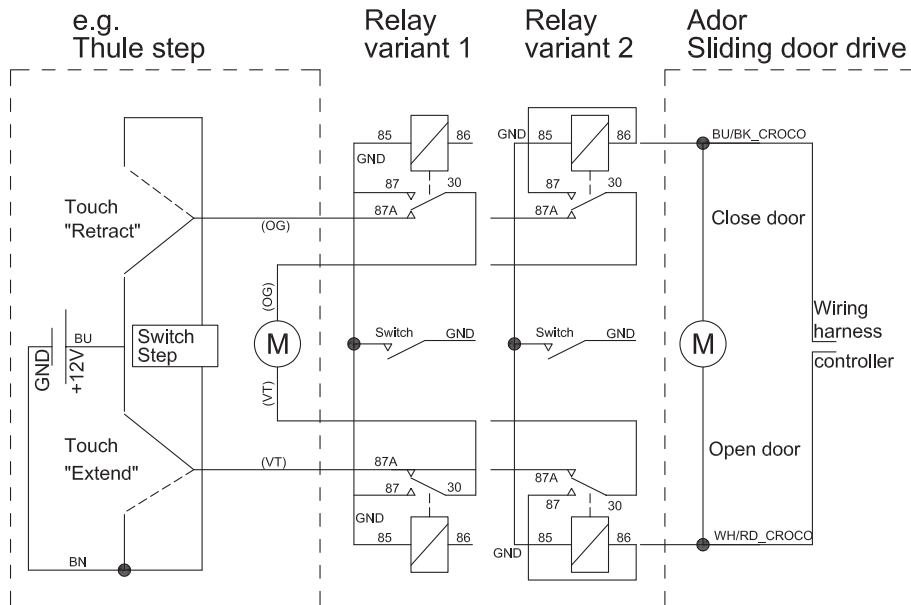 e.g.
Thule step
Relay
variant 1
Relay
variant 2
Ador
Sliding door drive
85
86
GND
87
30
87A
GND
85
86
87
30
87A
BU/BK_CROCO
Touch
"Retract"
(OG)
Close door
(OG)
GND
+12V
BU
Switch
Step
M
Switch
GND
Switch
GND
M
Wiring
harness
controller
(VT)
Touch
"Extend"
(VT)
Open door
87A
87
30
GND
85
86
87A
87
30
GND
85
86
WH/RD_CROCO
BN